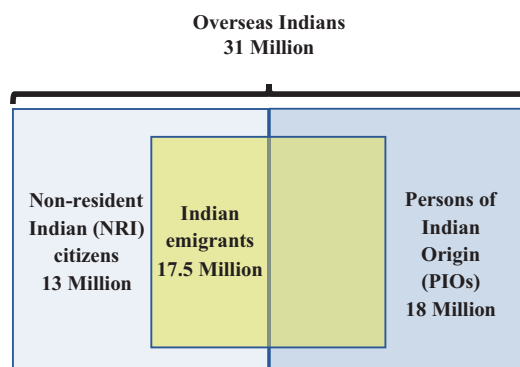 Overseas Indians
31 Million
Non-resident
Indian (NRI)
citizens
13 Million
Indian
emigrants
17.5 Million
Persons of
Indian
Origin
(PIOs)
18 Million